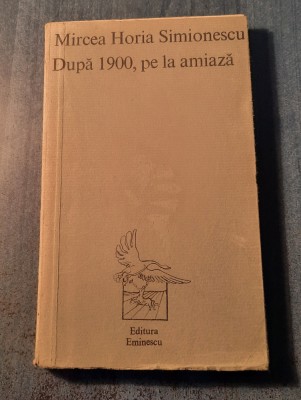 Mircea Horia Simionescu
După 1900, pe la amiază
Editura
Eminescu